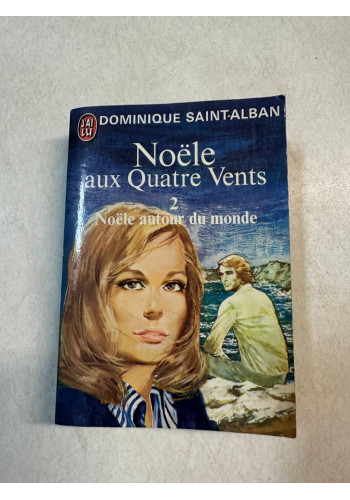 J'AI
LU
DOMINIQUE SAINT-ALBAN
Noële
aux Quatre Vents
2
Noële autour du monde